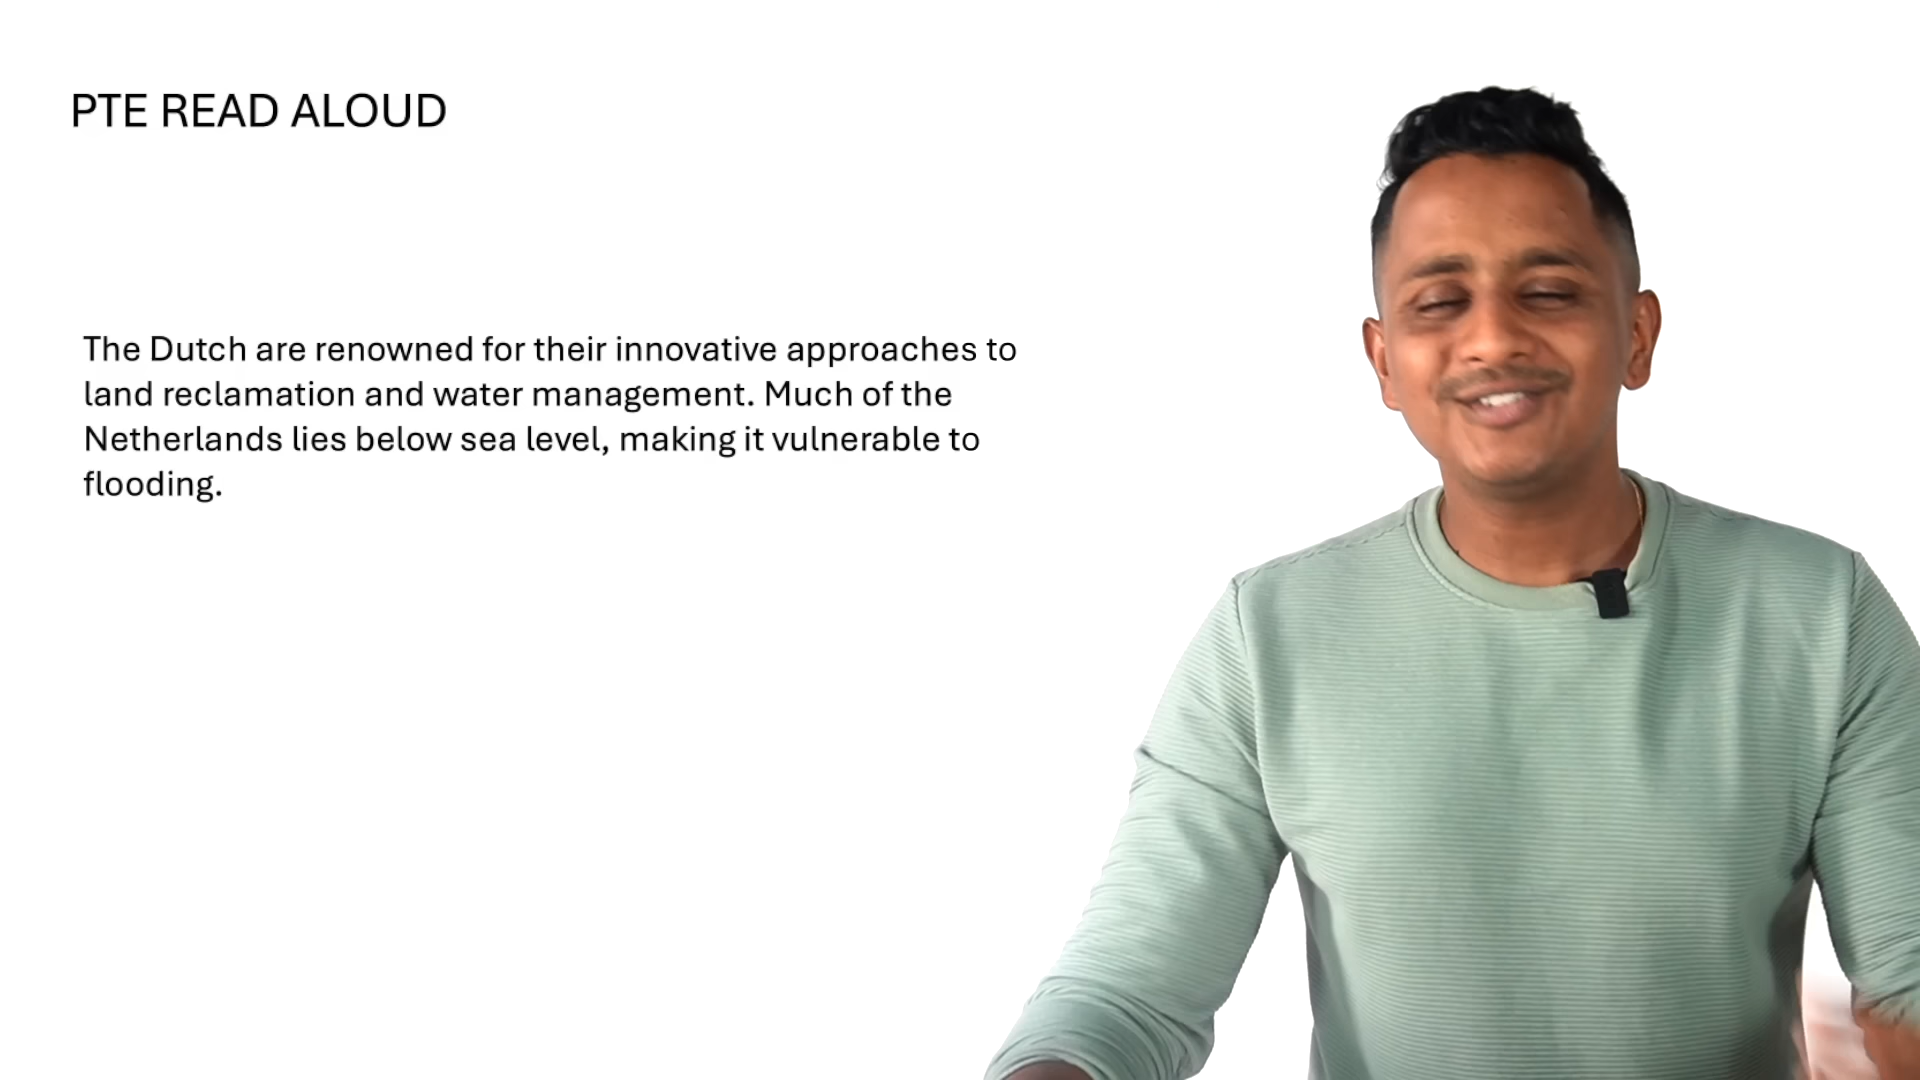 PTE READ ALOUD
The Dutch are renowned for their innovative approaches to
land reclamation and water management. Much of the
Netherlands lies below sea level, making it vulnerable to
flooding.